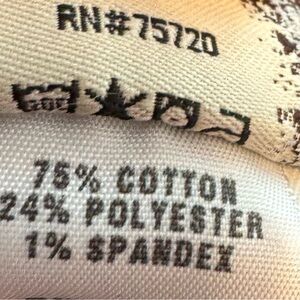 RN#75720
75% COTTON
24% POLYESTER
1% SPANDEX